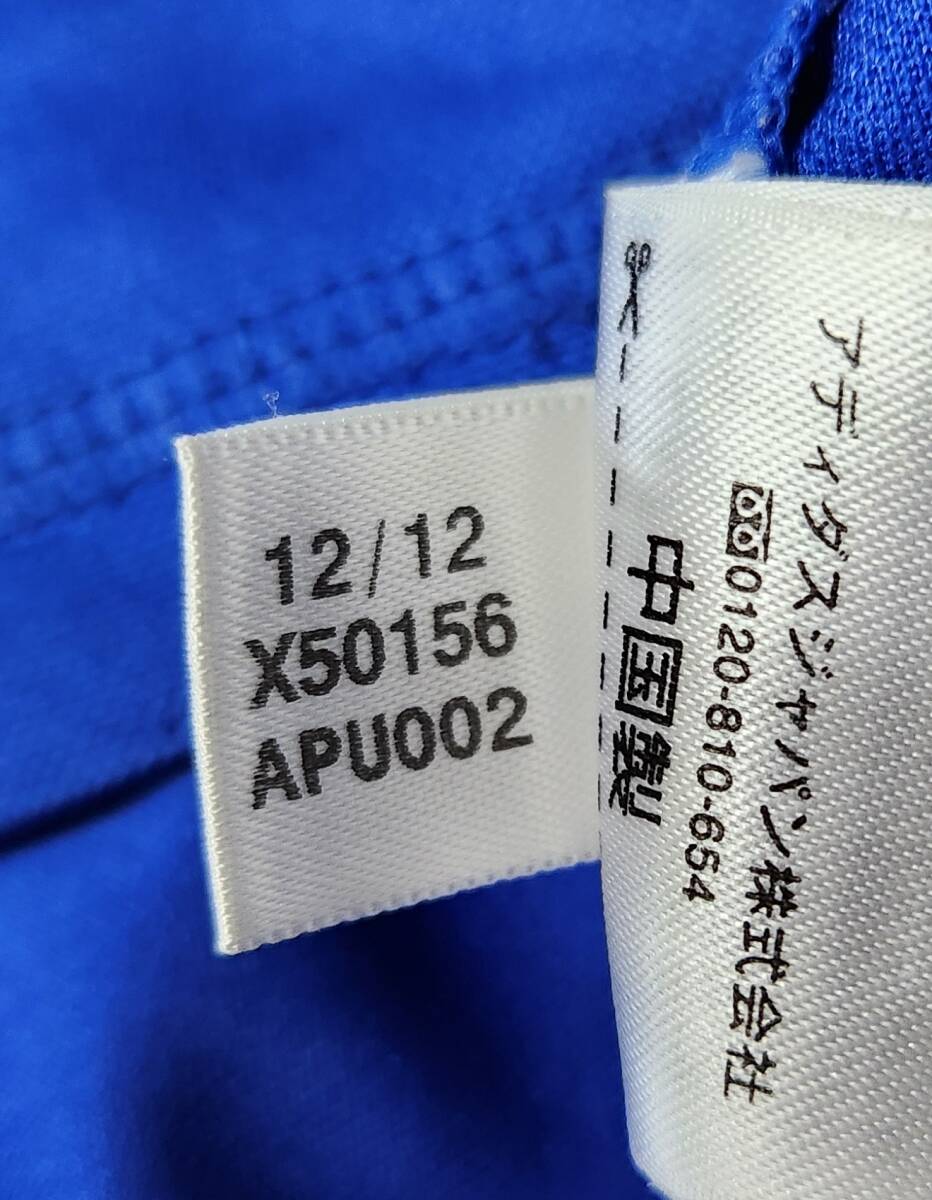 12/12
X50156
APU002
アディダスジャパン株式会社
0120-810-654
中国製